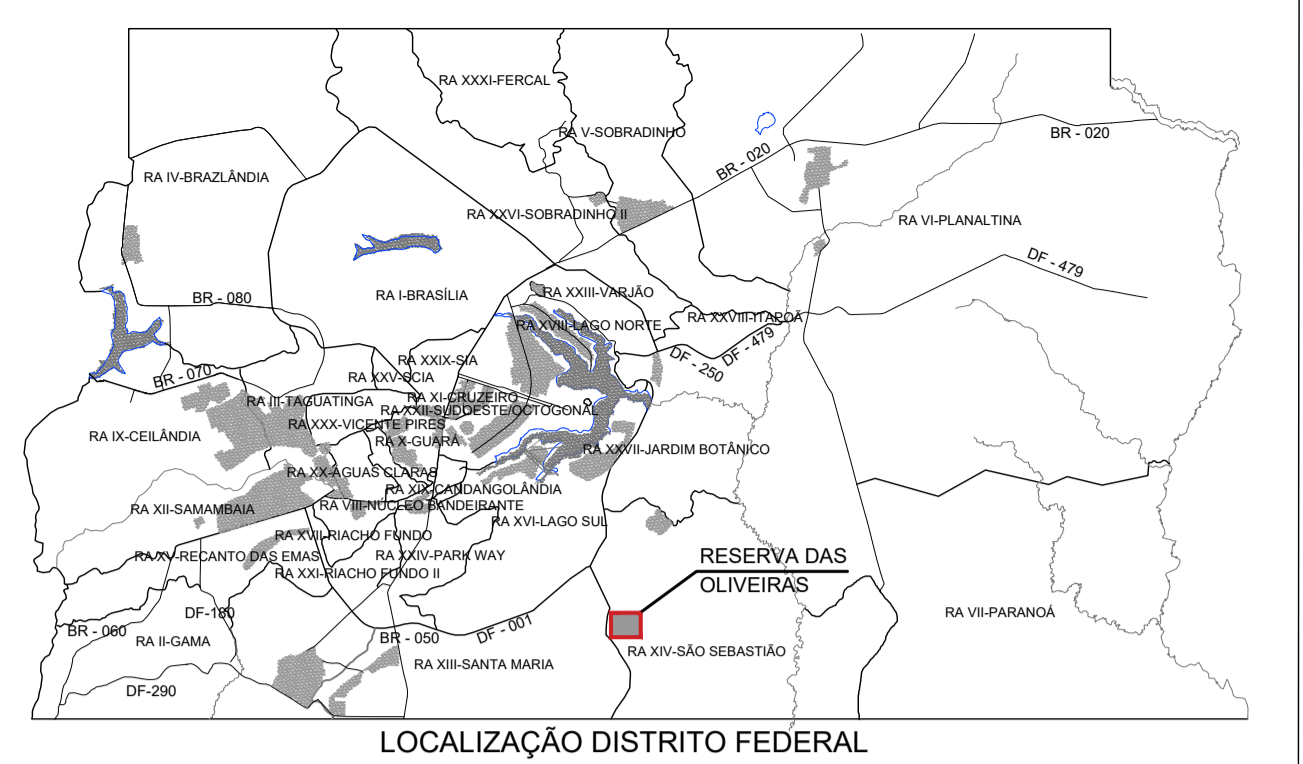 RA XXXI-FERCAL
RA V-SOBRADINHO
BR - 020
BR - 020
RA IV-BRAZLÂNDIA
RA XXVI-SOBRADINHO II
RA VI-PLANALTINA
DF - 479
BR - 080
RA I-BRASÍLIA
RA XXIII-VARJÃO
RA XVIII-LAGO NORTE
RA XXVIII-ITAPOÃ
DF - 479
DF - 250
RA XXIX-SIA
BR - 070
RA XXV-SCIA
RA III-TAGUATINGA
RA XI-CRUZEIRO
RA XXII-SUDOESTE/OCTOGONAL
RA XXX-VICENTE PIRES
RA IX-CEILÂNDIA
RA X-GUARÁ
RA XXVII-JARDIM BOTÂNICO
RA XX-ÁGUAS CLARAS
RA XIX-CANDANGOLÂNDIA
RA XII-SAMAMBAIA
RA VIII-NÚCLEO BANDEIRANTE
RA XVI-LAGO SUL
RA XVII-RIACHO FUNDO
RA XV-RECANTO DAS EMAS
RA XXIV-PARK WAY
RA XXI-RIACHO FUNDO II
RESERVA DAS
OLIVEIRAS
DF-180
RA VII-PARANOÁ
BR - 060
RA II-GAMA
BR - 050
DF - 001
RA XIV-SÃO SEBASTIÃO
RA XIII-SANTA MARIA
DF-290
LOCALIZAÇÃO DISTRITO FEDERAL